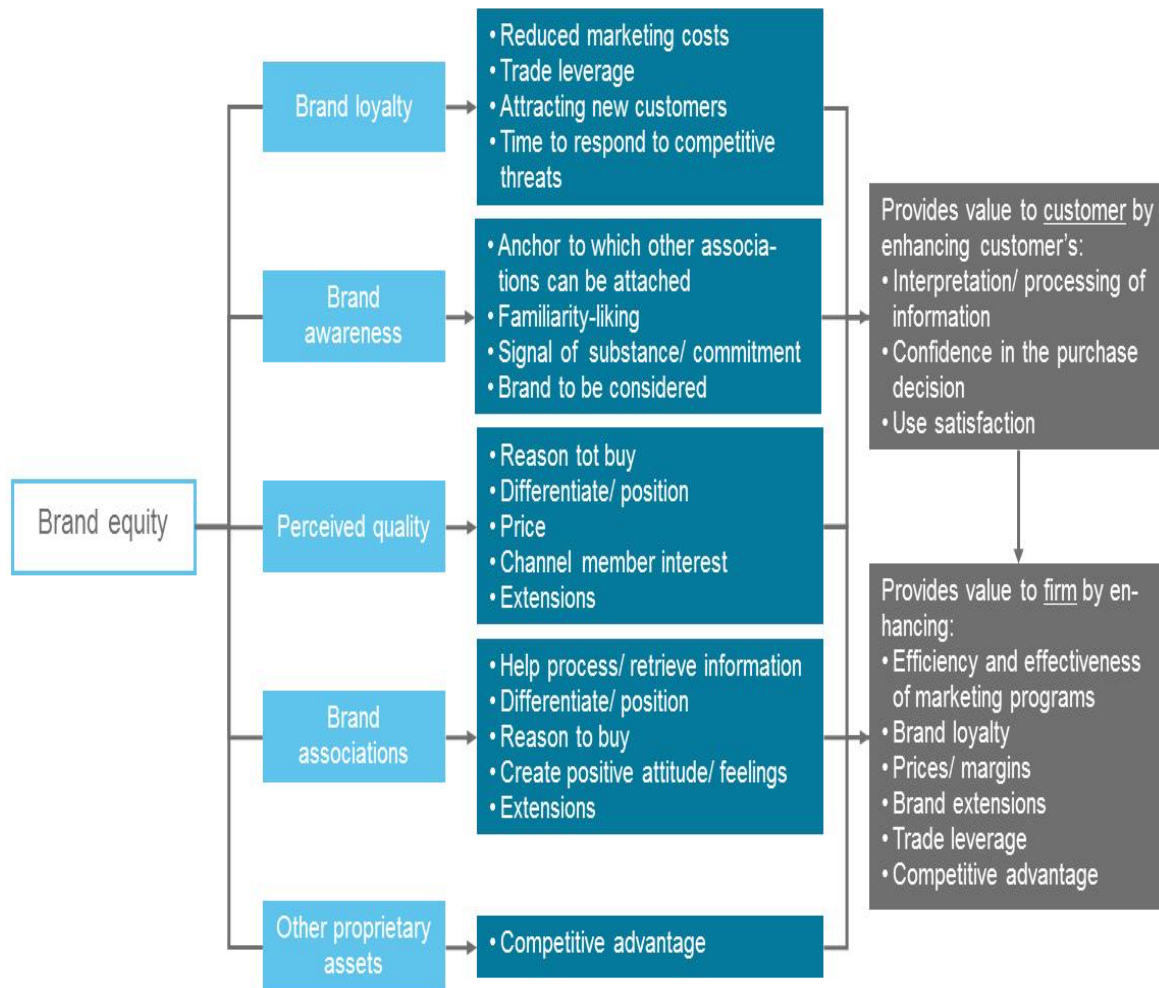 Brand equity
Brand loyalty
• Reduced marketing costs
• Trade leverage
• Attracting new customers
• Time to respond to competitive
threats
Brand
awareness
• Anchor to which other associa-
tions can be attached
• Familiarity-liking
• Signal of substance/ commitment
• Brand to be considered
Perceived quality
• Reason tot buy
• Differentiate/ position
• Price
• Channel member interest
• Extensions
Brand
associations
• Help process/ retrieve information
• Differentiate/ position
• Reason to buy
• Create positive attitude/ feelings
• Extensions
Other proprietary
assets
• Competitive advantage
Provides value to customer by
enhancing customer’s:
• Interpretation/ processing of
information
• Confidence in the purchase
decision
• Use satisfaction
Provides value to firm by en-
hancing:
• Efficiency and effectiveness
of marketing programs
• Brand loyalty
• Prices/ margins
• Brand extensions
• Trade leverage
• Competitive advantage